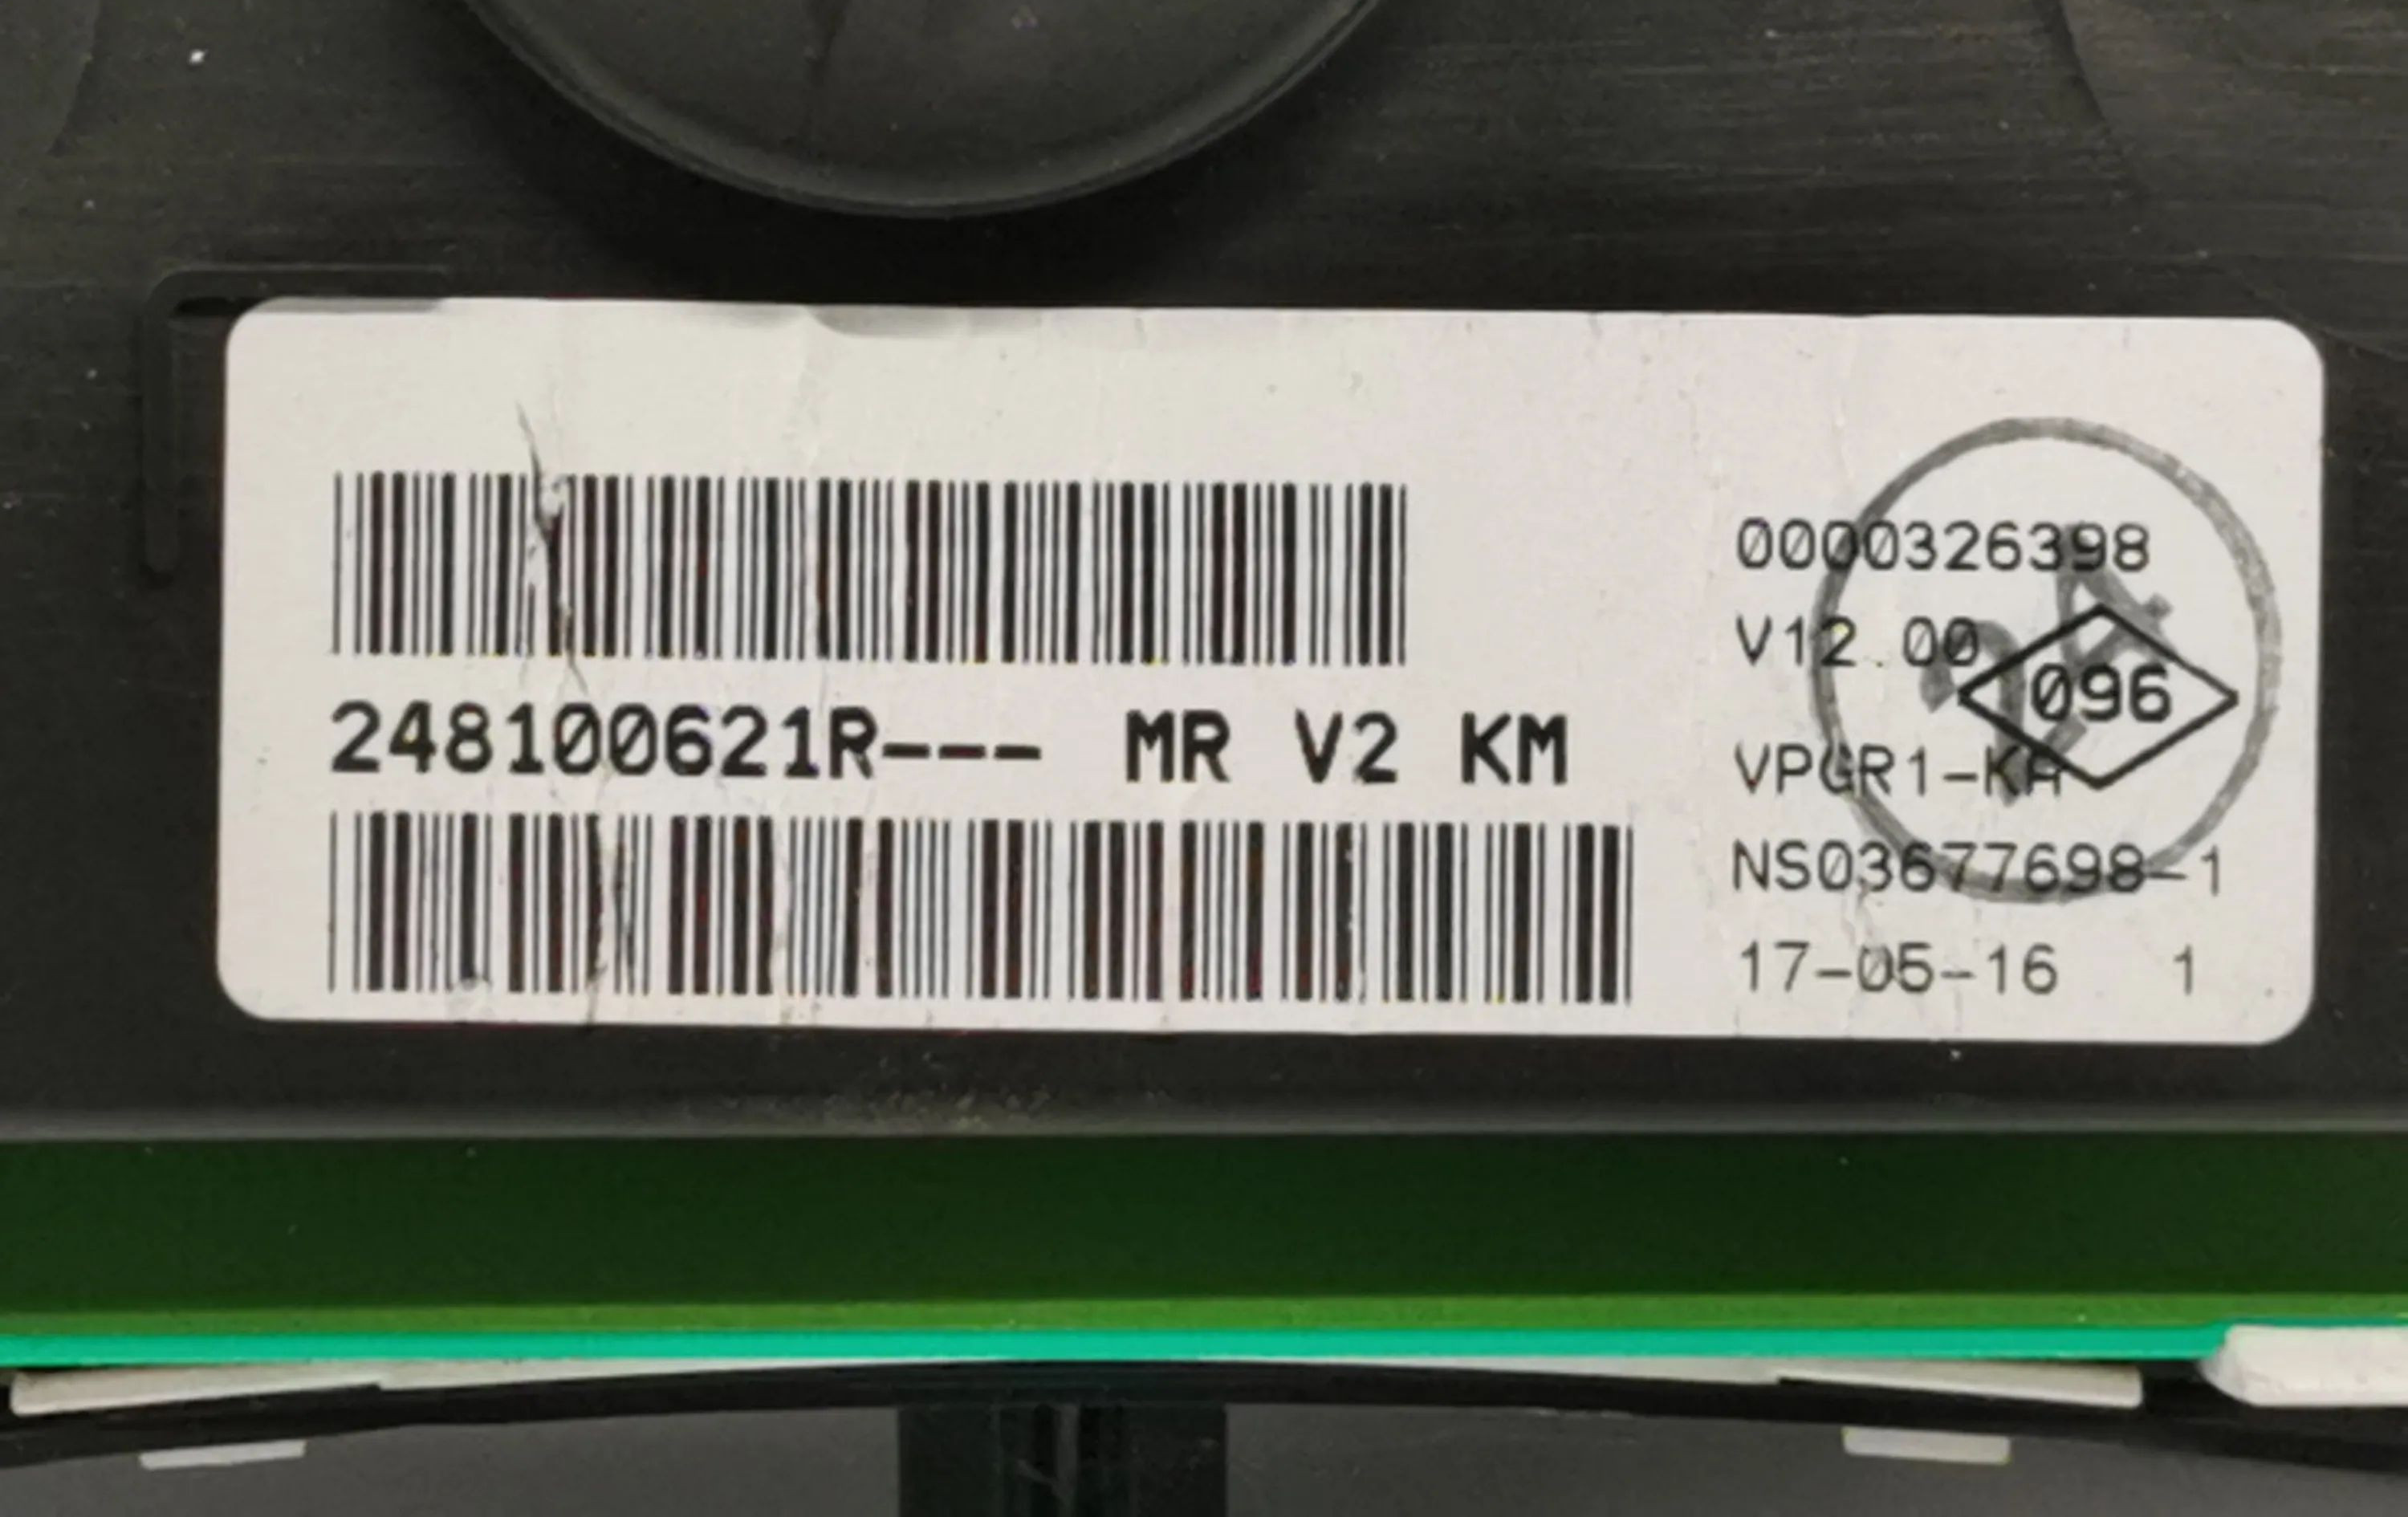 248100621R--- MR V2 KM
0000326398
V12.00
096
VPGR1-KA
NS03677698-1
17-05-16 1